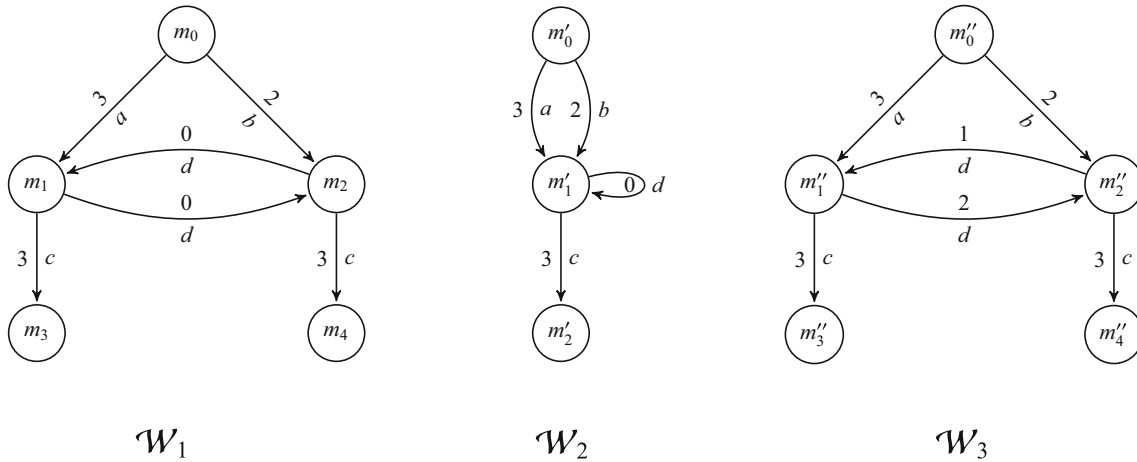 m₀ m′₀ m″₀
3 a 2 b 3 a 2 b 3 a 2 b
0 d 1 d
m₁ m₂ m′₁ 0 d m″₁ m″₂
0 d 2 d
3 c 3 c 3 c 3 c 3 c
m₃ m₄ m′₂ m″₃ m″₄
𝒲₁ 𝒲₂ 𝒲₃